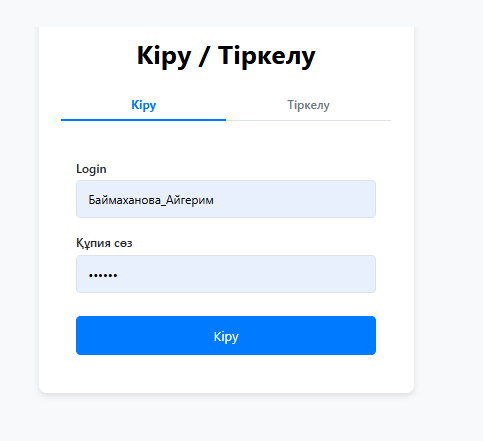 Кіру / Тіркелу
Кіру
Тіркелу
Login
Баймаханова_Айгерим
Құпия сөз
••••••
Кіру